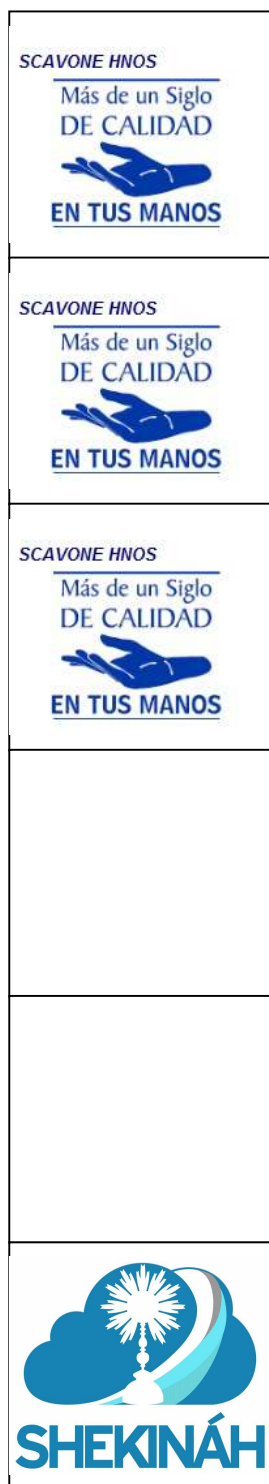 SCAVONE HNOS
Más de un Siglo
DE CALIDAD
EN TUS MANOS
SCAVONE HNOS
Más de un Siglo
DE CALIDAD
EN TUS MANOS
SCAVONE HNOS
Más de un Siglo
DE CALIDAD
EN TUS MANOS
SHEKINÁH